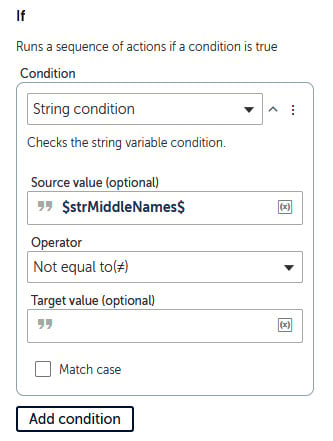 If
Runs a sequence of actions if a condition is true
Condition
String condition
Checks the string variable condition.
Source value (optional)
$strMiddleNames$
(x)
Operator
Not equal to(≠)
Target value (optional)
(x)
Match case
Add condition